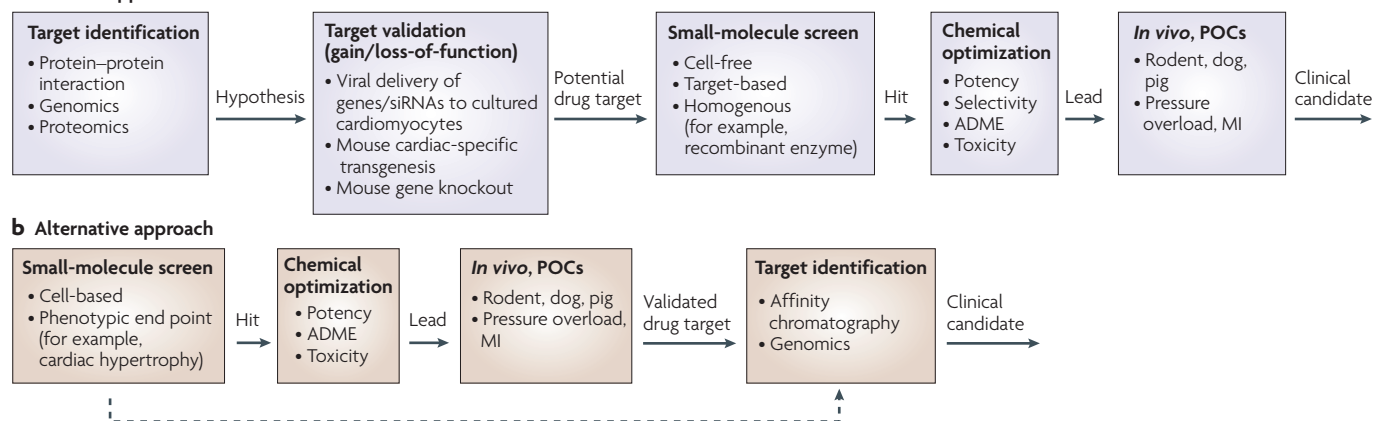 Target identification
• Protein–protein
interaction
• Genomics
• Proteomics
Hypothesis
Target validation
(gain/loss-of-function)
• Viral delivery of
genes/siRNAs to cultured
cardiomyocytes
• Mouse cardiac-specific
transgenesis
• Mouse gene knockout
Potential
drug target
Small-molecule screen
• Cell-free
• Target-based
• Homogenous
(for example,
recombinant enzyme)
Hit
Chemical
optimization
• Potency
• Selectivity
• ADME
• Toxicity
Lead
In vivo, POCs
• Rodent, dog,
pig
• Pressure
overload, MI
Clinical
candidate
b Alternative approach
Small-molecule screen
• Cell-based
• Phenotypic end point
(for example,
cardiac hypertrophy)
Hit
Chemical
optimization
• Potency
• ADME
• Toxicity
Lead
In vivo, POCs
• Rodent, dog, pig
• Pressure overload,
MI
Validated
drug target
Target identification
• Affinity
chromatography
• Genomics
Clinical
candidate